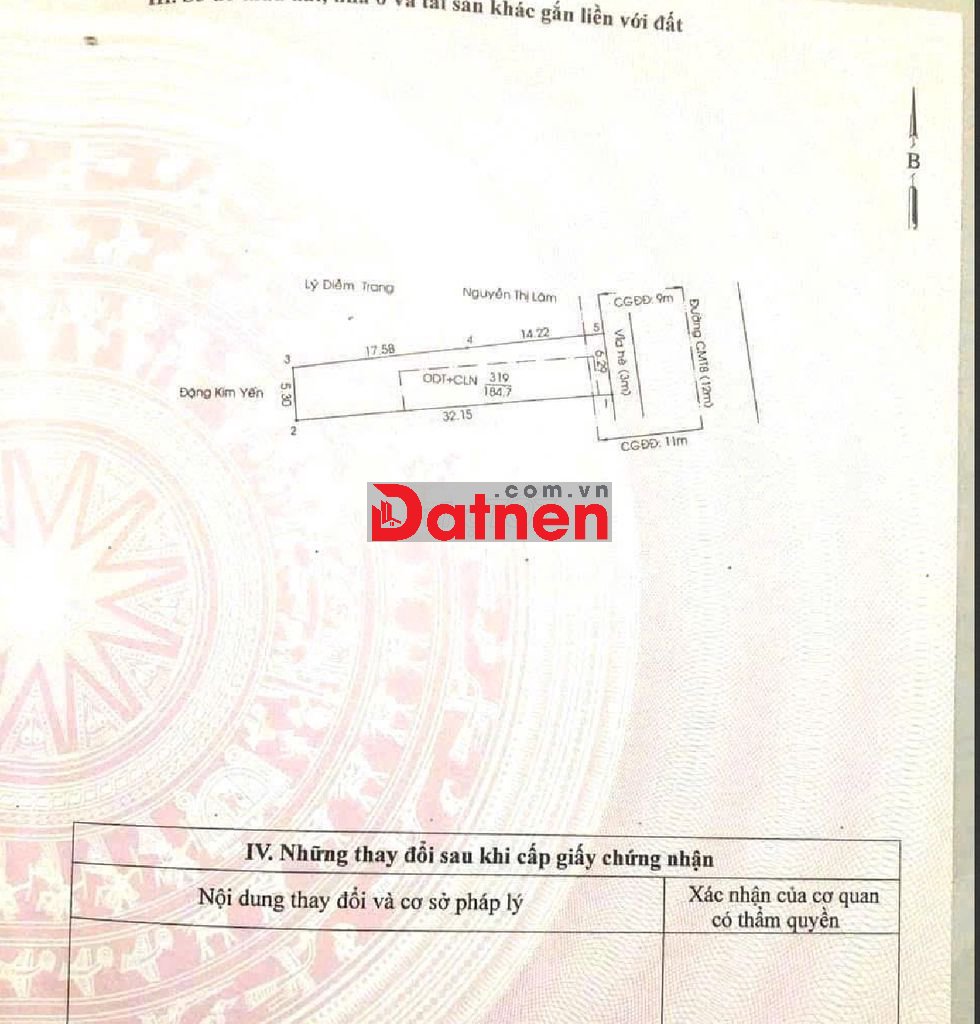 III. Sơ đồ thửa đất, nhà ở và tài sản khác gắn liền với đất
B
Lý Diễm Trang
Nguyễn Thị Lâm
CGĐĐ: 9m
Đường CMT8 (12m)
Vỉa hè (3m)
14.22
5
4
17.58
3
6.29
Đặng Kim Yến
5.30
ODT+CLN 319
184.7
1
32.15
2
CGĐĐ: 11m
.com.vn
Datnen
IV. Những thay đổi sau khi cấp giấy chứng nhận
Nội dung thay đổi và cơ sở pháp lý
Xác nhận của cơ quan
có thẩm quyền